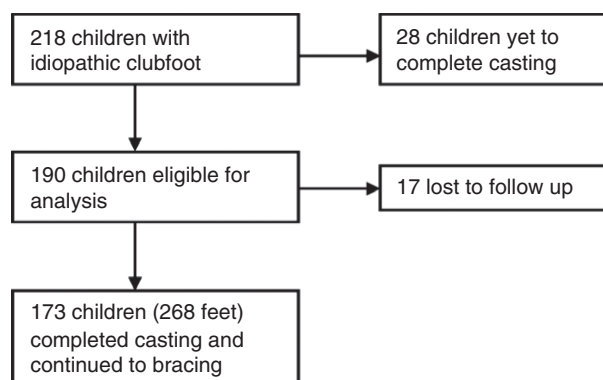 218 children with
idiopathic clubfoot
28 children yet to
complete casting
190 children eligible for
analysis
17 lost to follow up
173 children (268 feet)
completed casting and
continued to bracing